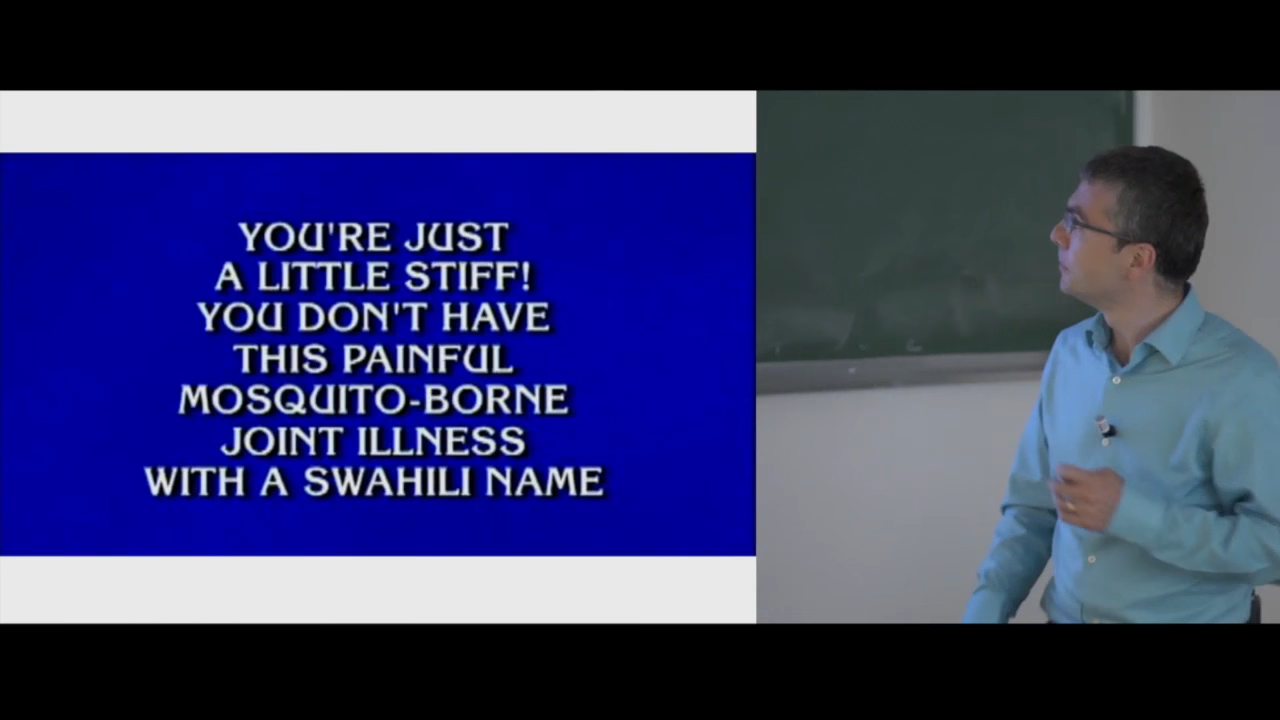 YOU'RE JUST
A LITTLE STIFF!
YOU DON'T HAVE
THIS PAINFUL
MOSQUITO-BORNE
JOINT ILLNESS
WITH A SWAHILI NAME